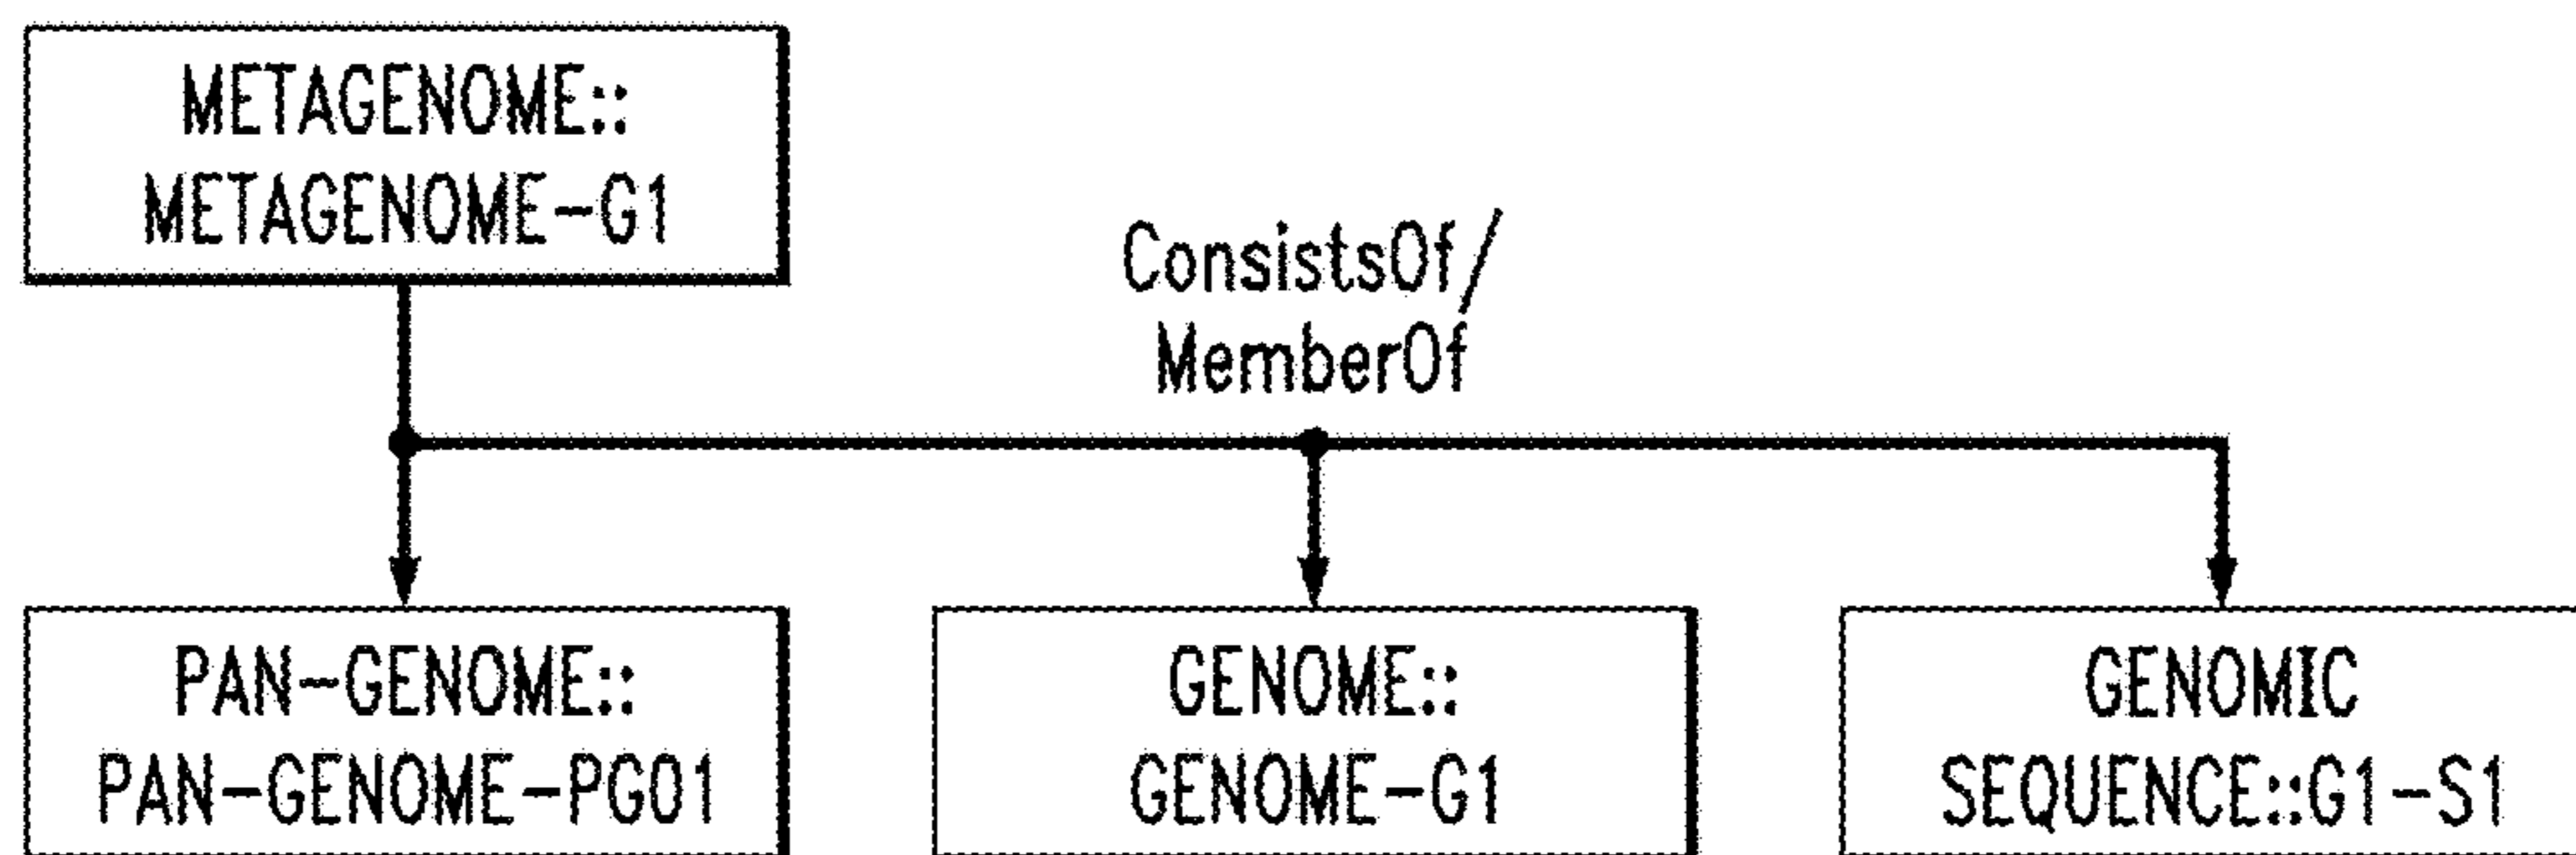 METAGENOME::
METAGENOME-G1
ConsistsOf/
MemberOf
PAN-GENOME::
PAN-GENOME-PG01
GENOME::
GENOME-G1
GENOMIC
SEQUENCE::G1-S1